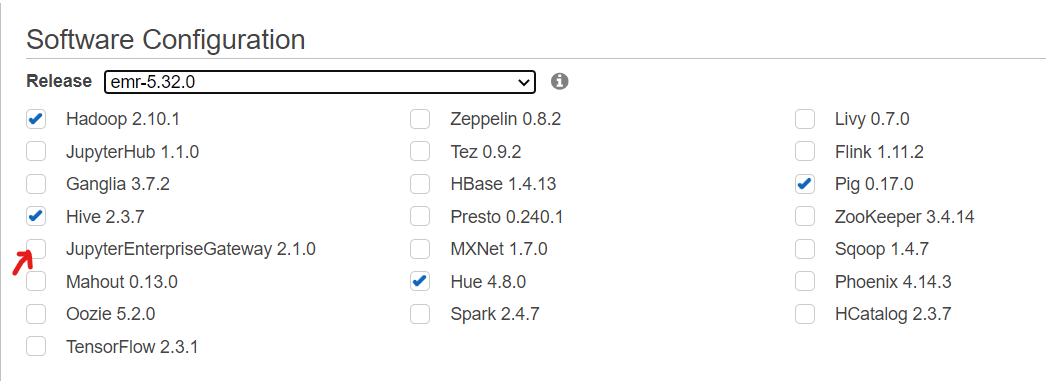 Software Configuration
Release emr-5.32.0
Hadoop 2.10.1 Zeppelin 0.8.2 Livy 0.7.0
JupyterHub 1.1.0 Tez 0.9.2 Flink 1.11.2
Ganglia 3.7.2 HBase 1.4.13 Pig 0.17.0
Hive 2.3.7 Presto 0.240.1 ZooKeeper 3.4.14
JupyterEnterpriseGateway 2.1.0 MXNet 1.7.0 Sqoop 1.4.7
Mahout 0.13.0 Hue 4.8.0 Phoenix 4.14.3
Oozie 5.2.0 Spark 2.4.7 HCatalog 2.3.7
TensorFlow 2.3.1